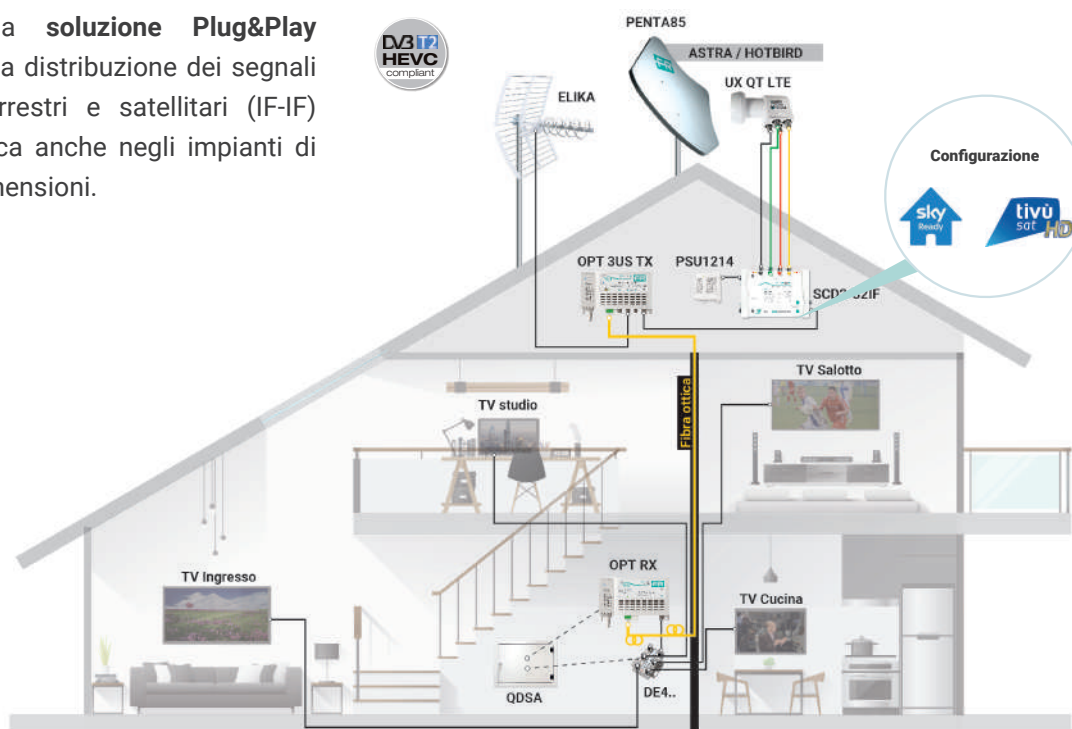 a soluzione Plug&Play
a distribuzione dei segnali
rrestri e satellitari (IF-IF)
ca anche negli impianti di
nensioni.
DVB T2
HEVC
compliant
PENTA85
ASTRA / HOTBIRD
ELIKA
UX QT LTE
Configurazione
sky
Ready
tivù
sat HD
OPT 3US TX
PSU1214
TV Salotto
TV studio
Fibra ottica
OPT RX
TV Ingresso
TV Cucina
QDSA
DE4..